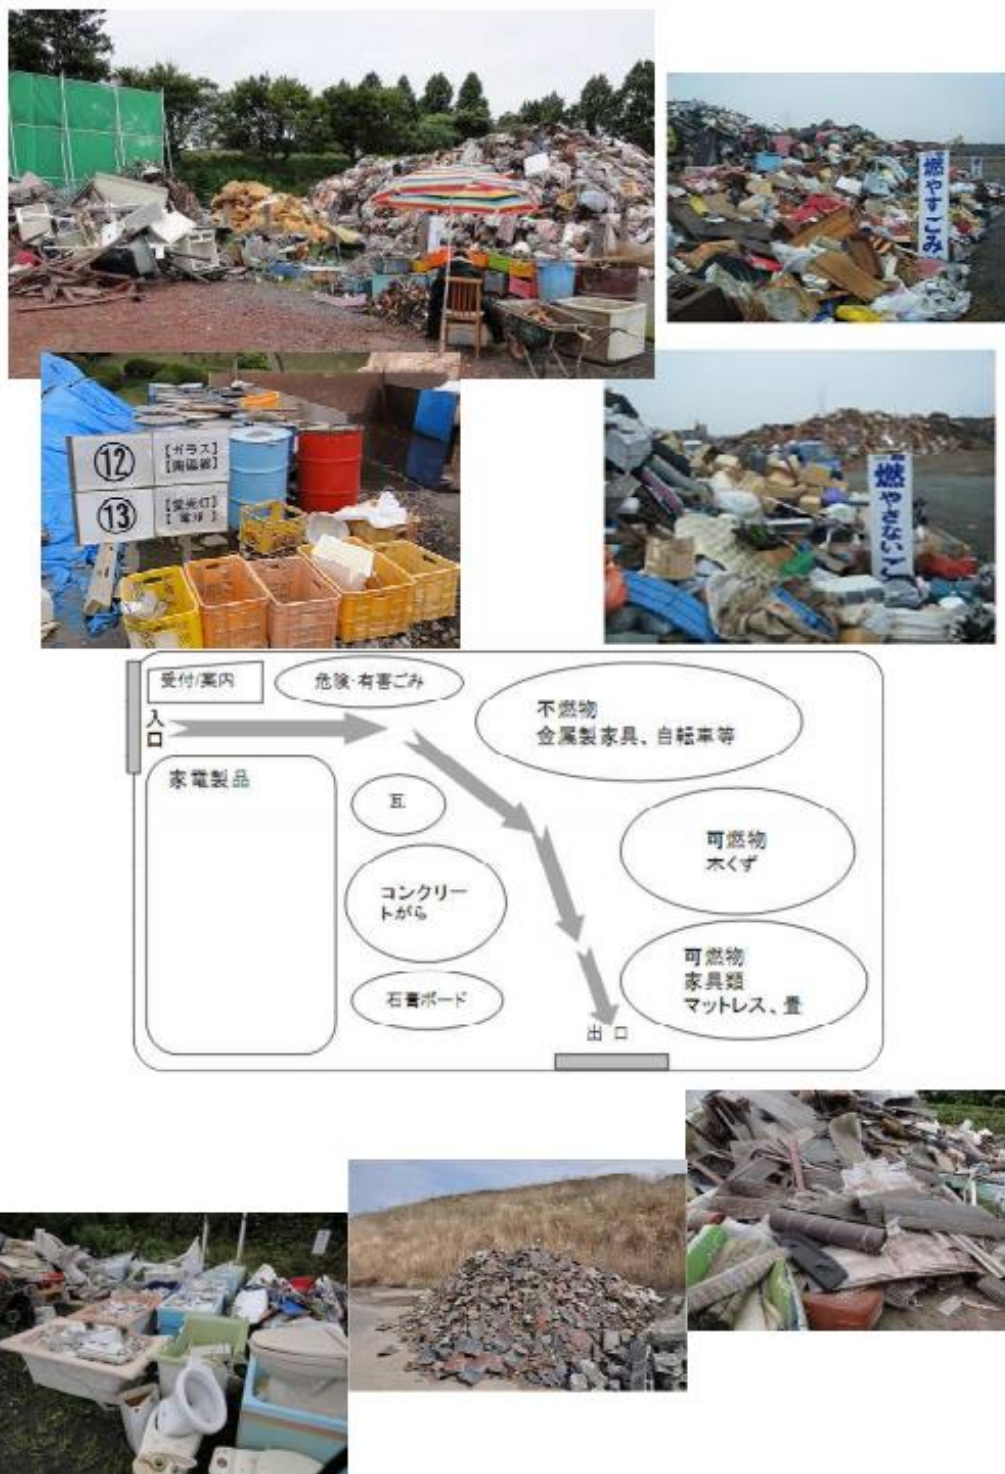 燃やすごみ
⑫
【ガラス】
【陶磁器】
⑬
【蛍光灯】
【電球】
燃やさないご
受付/案内
危険・有害ごみ
不燃物
金属製家具、自転車等
入
口
家電製品
瓦
可燃物
木くず
コンクリー
トがら
可燃物
家具類
マットレス、畳
石膏ボード
出 口